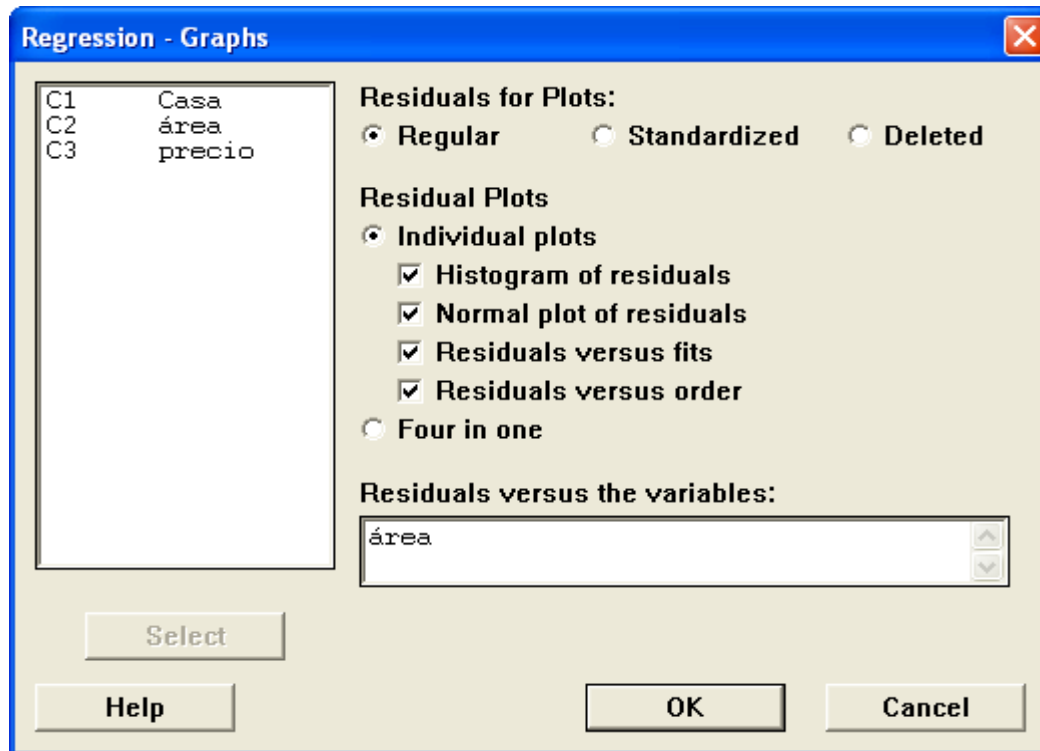 Regression - Graphs
C1 Casa
C2 área
C3 precio
Residuals for Plots:
Regular Standardized Deleted
Residual Plots
Individual plots
Histogram of residuals
Normal plot of residuals
Residuals versus fits
Residuals versus order
Four in one
Residuals versus the variables:
área
Select
Help OK Cancel